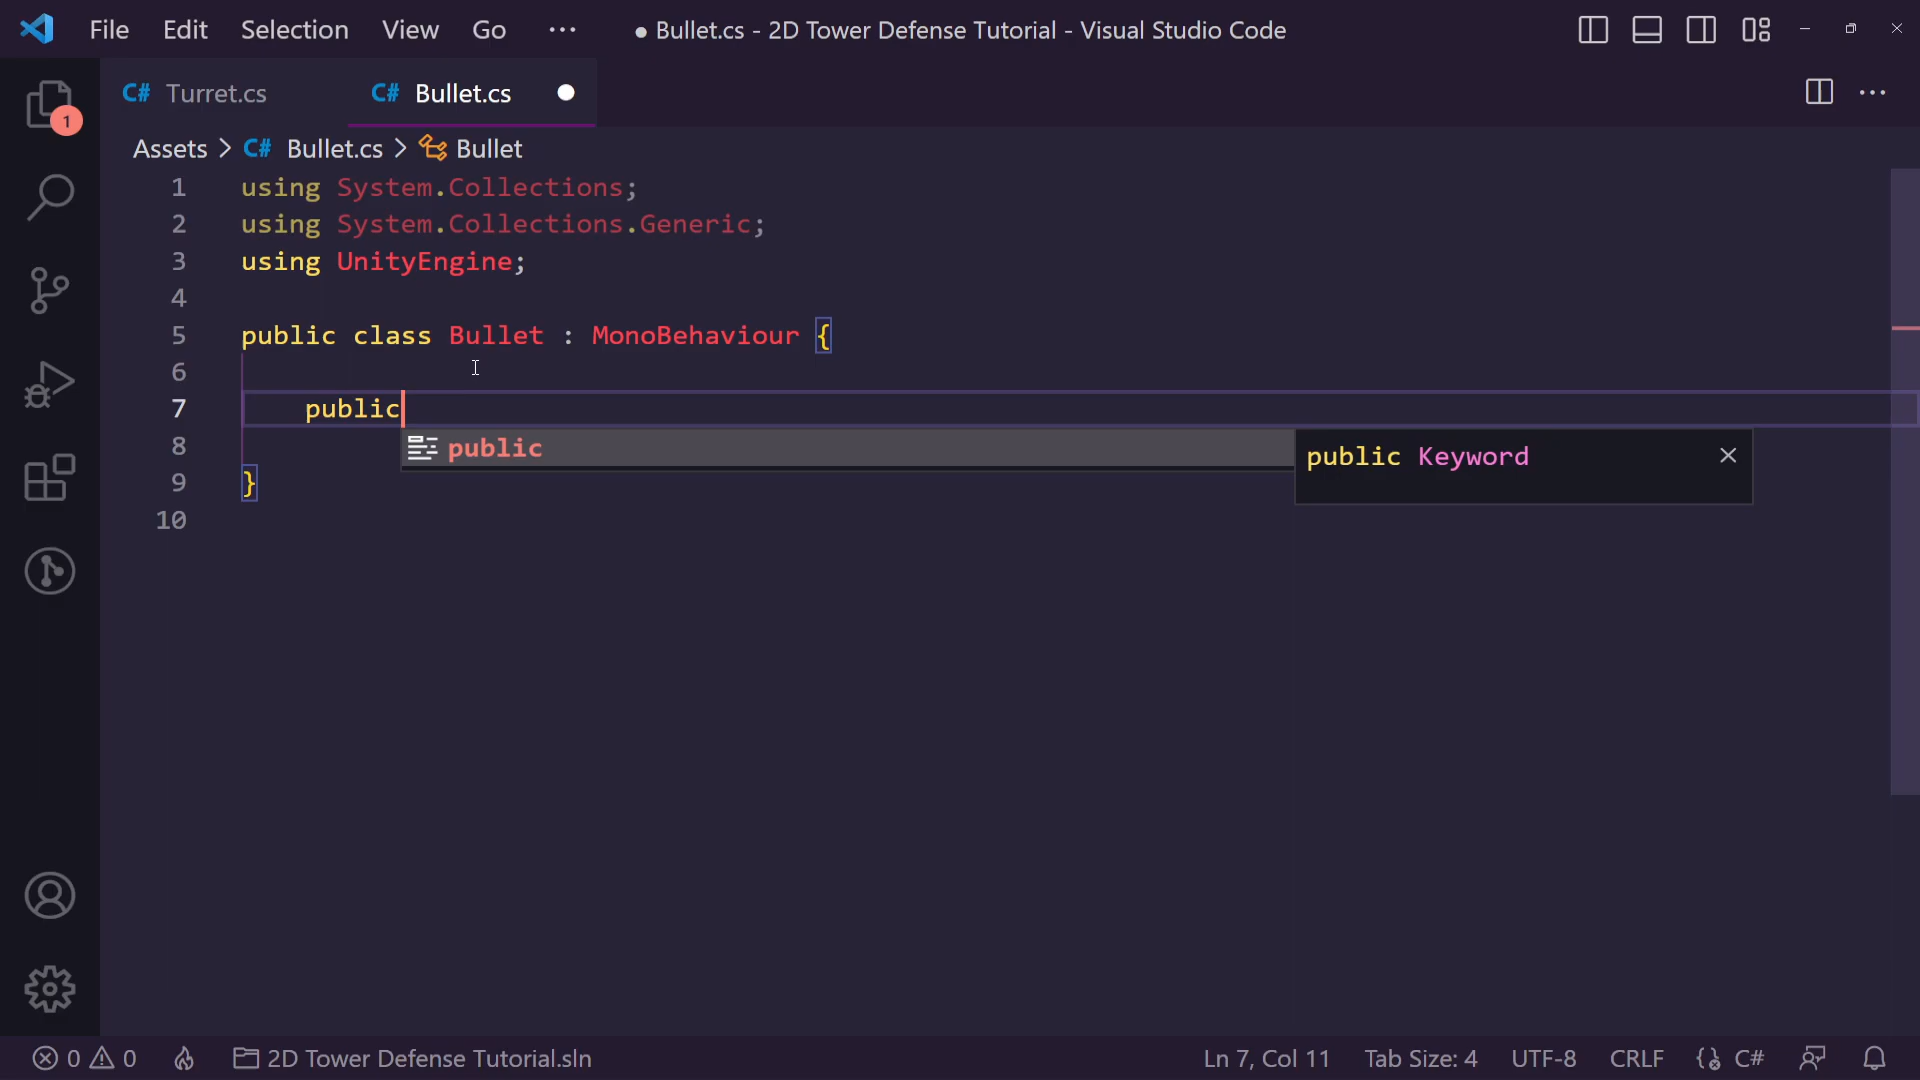 File Edit Selection View Go ··· ● Bullet.cs - 2D Tower Defense Tutorial - Visual Studio Code
C# Turret.cs C# Bullet.cs
1
Assets > C# Bullet.cs > Bullet
1 using System.Collections;
2 using System.Collections.Generic;
3 using UnityEngine;
4
5 public class Bullet : MonoBehaviour {
6
7 public
public
public Keyword
8
9 }
10
0 0 2D Tower Defense Tutorial.sln Ln 7, Col 11 Tab Size: 4 UTF-8 CRLF C#